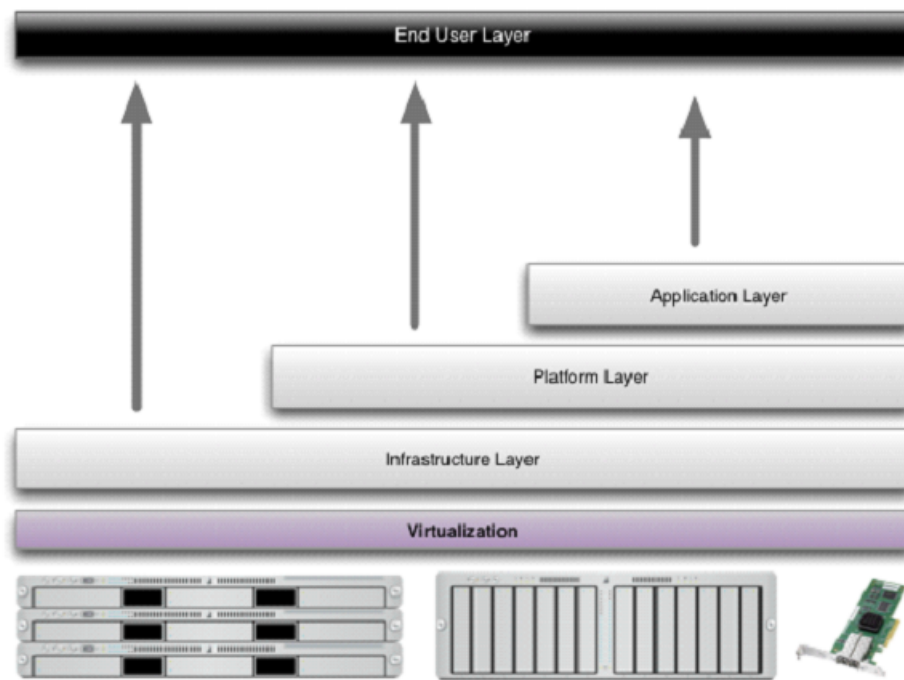 End User Layer
Application Layer
Platform Layer
Infrastructure Layer
Virtualization